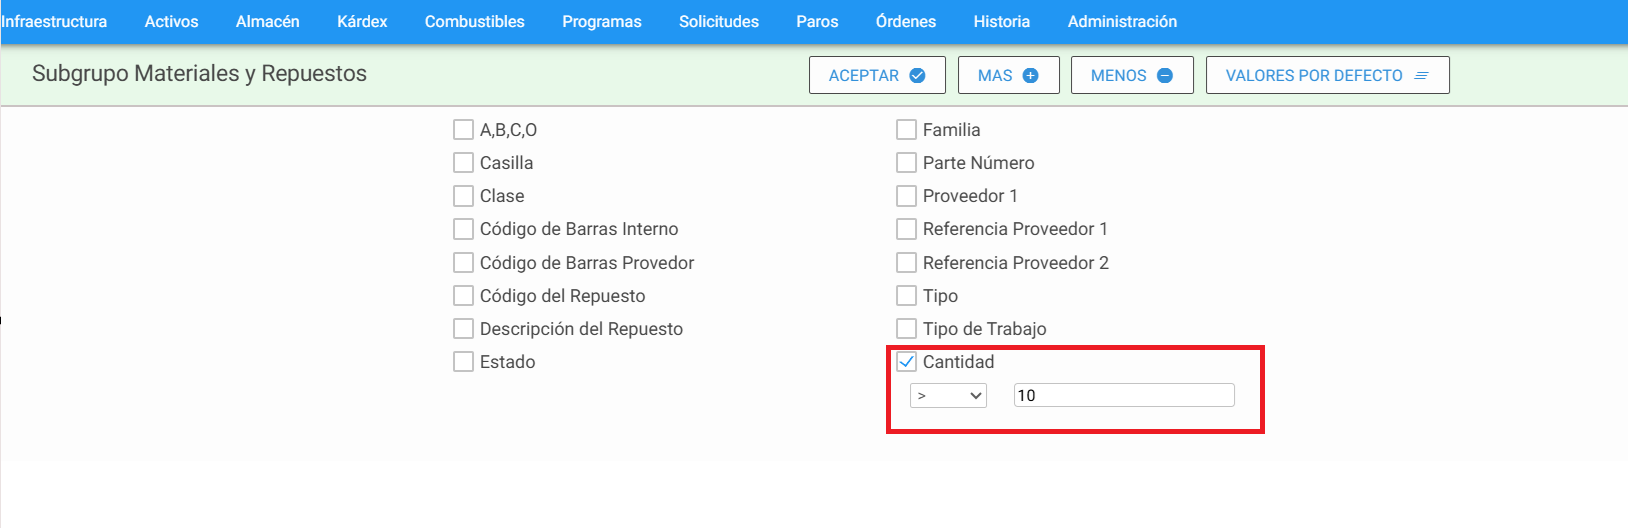 Infraestructura Activos Almacén Kárdex Combustibles Programas Solicitudes Paros Órdenes Historia Administración
Subgrupo Materiales y Repuestos ACEPTAR MAS MENOS VALORES POR DEFECTO
A,B,C,O
Casilla
Clase
Código de Barras Interno
Código de Barras Provedor
Código del Repuesto
Descripción del Repuesto
Estado
Familia
Parte Número
Proveedor 1
Referencia Proveedor 1
Referencia Proveedor 2
Tipo
Tipo de Trabajo
Cantidad
> 10